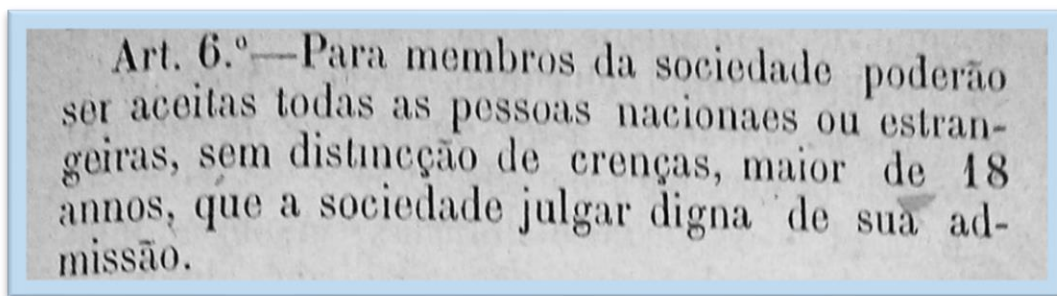 Art. 6.º—Para membros da sociedade poderão
ser aceitas todas as pessoas nacionaes ou estran-
geiras, sem distincção de crenças, maior de 18
annos, que a sociedade julgar digna de sua ad-
missão.